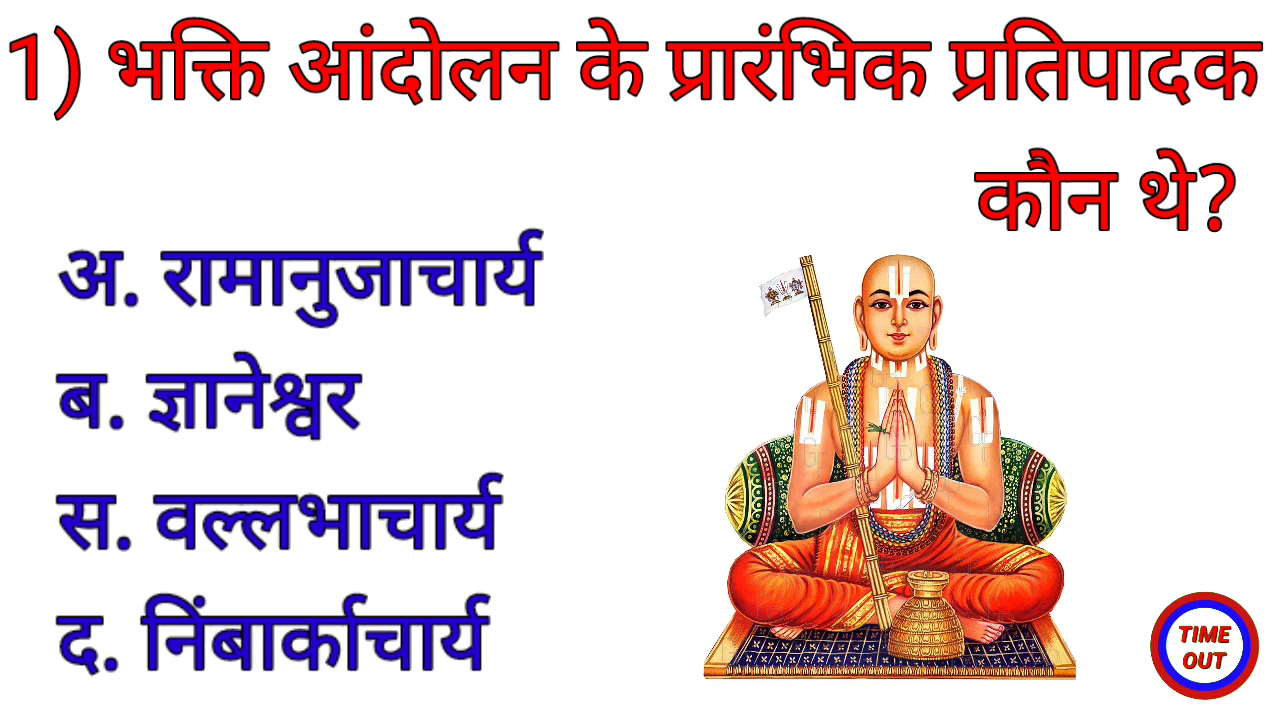 1) भक्ति आंदोलन के प्रारंभिक प्रतिपादक
कौन थे?
अ. रामानुजाचार्य
ब. ज्ञानेश्वर
स. वल्लभाचार्य
द. निंबार्काचार्य
TIME
OUT